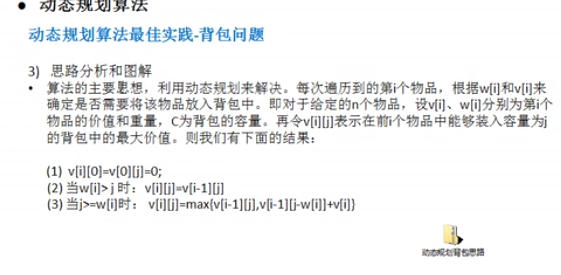 ● 动态规划算法
动态规划算法最佳实践-背包问题
3) 思路分析和图解
• 算法的主要思想，利用动态规划来解决。每次遍历到的第i个物品，根据w[i]和v[i]来
确定是否需要将该物品放入背包中。即对于给定的n个物品，设v[i]、w[i]分别为第i个
物品的价值和重量，C为背包的容量。再令v[i][j]表示在前i个物品中能够装入容量为j
的背包中的最大价值。则我们有下面的结果：
(1) v[i][0]=v[0][j]=0;
(2) 当w[i]> j 时： v[i][j]=v[i-1][j]
(3) 当j>=w[i]时： v[i][j]=max{v[i-1][j],v[i-1][j-w[i]]+v[i]}
动态规划背包思路